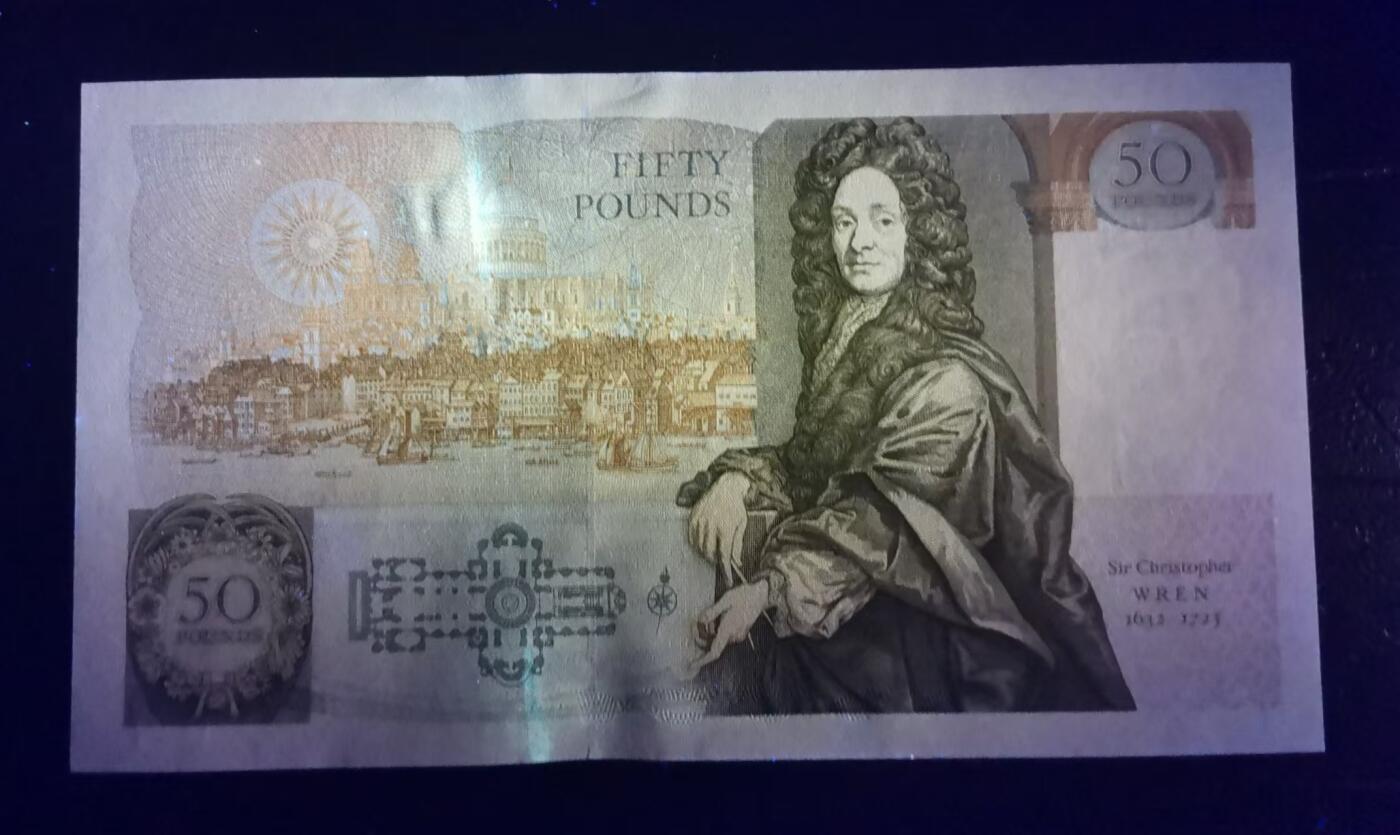 FIFTY
POUNDS
50
POUNDS
50
POUNDS
Sir Christopher
WREN
1632 1723